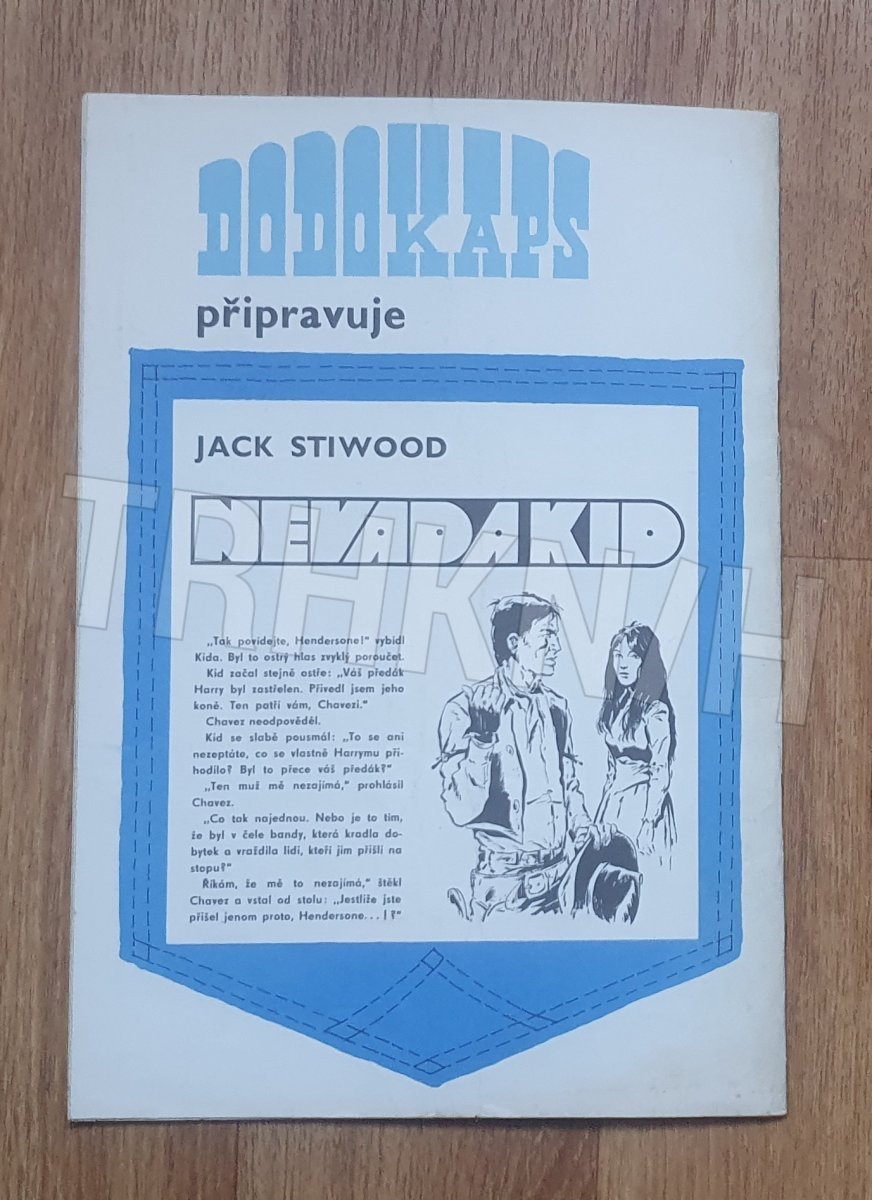 DODOKAPS
připravuje
JACK STIWOOD
NEVADA KID
„Tak povídejte, Hendersone!“ vybídl
Kida. Byl to ostrý hlas zvyklý poroučet.
Kid začal stejně ostře: „Váš předák
Harry byl zastřelen. Přivedl jsem jeho
koně. Ten patří vám, Chavezi.“
Chavez neodpověděl.
Kid se slabě pousmál: „To se ani
nezeptáte, co se vlastně Harrymu pří-
hodilo? Byl to přece váš předák?“
„Ten muž mě nezajímá,“ prohlásil
Chavez.
„Co tak najednou. Nebo je to tím,
že byl v čele bandy, která kradla do-
bytek a vraždila lidi, kteří jim přišli na
stopu?“
Říkám, že mě to nezajímá,“ štěkl
Chavez a vstal od stolu: „Jestliže jste
přišel jenom proto, Hendersone...!?“
TRHKNIH